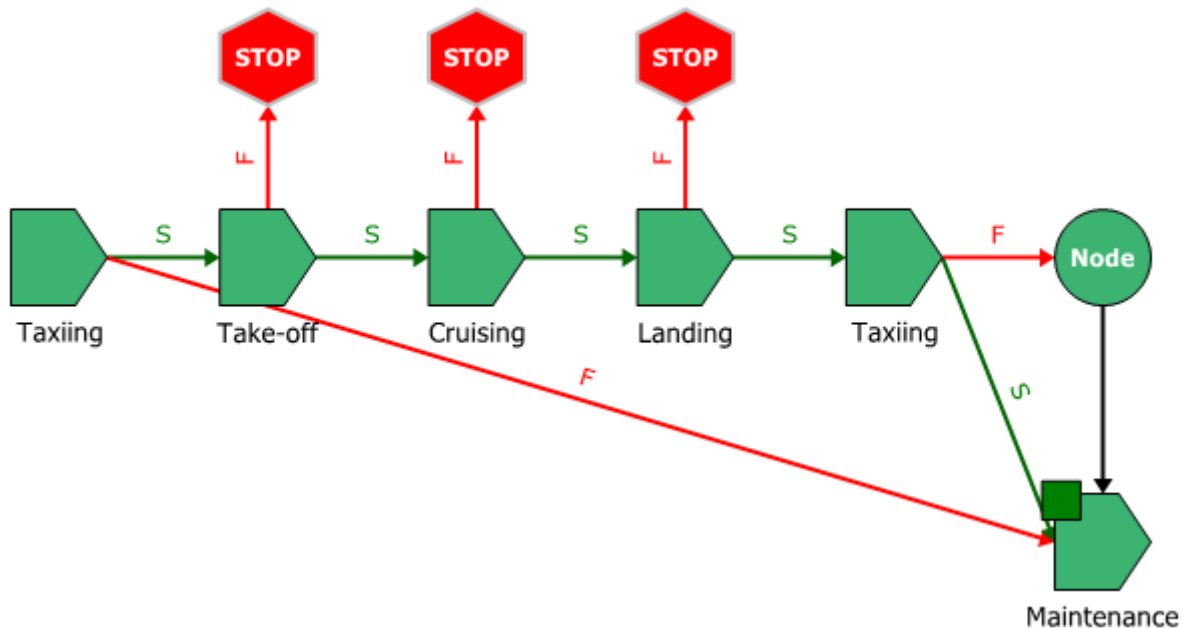 STOP STOP STOP
F F F
S S S S F
Node
Taxiing Take-off Cruising Landing Taxiing
F
S
Maintenance